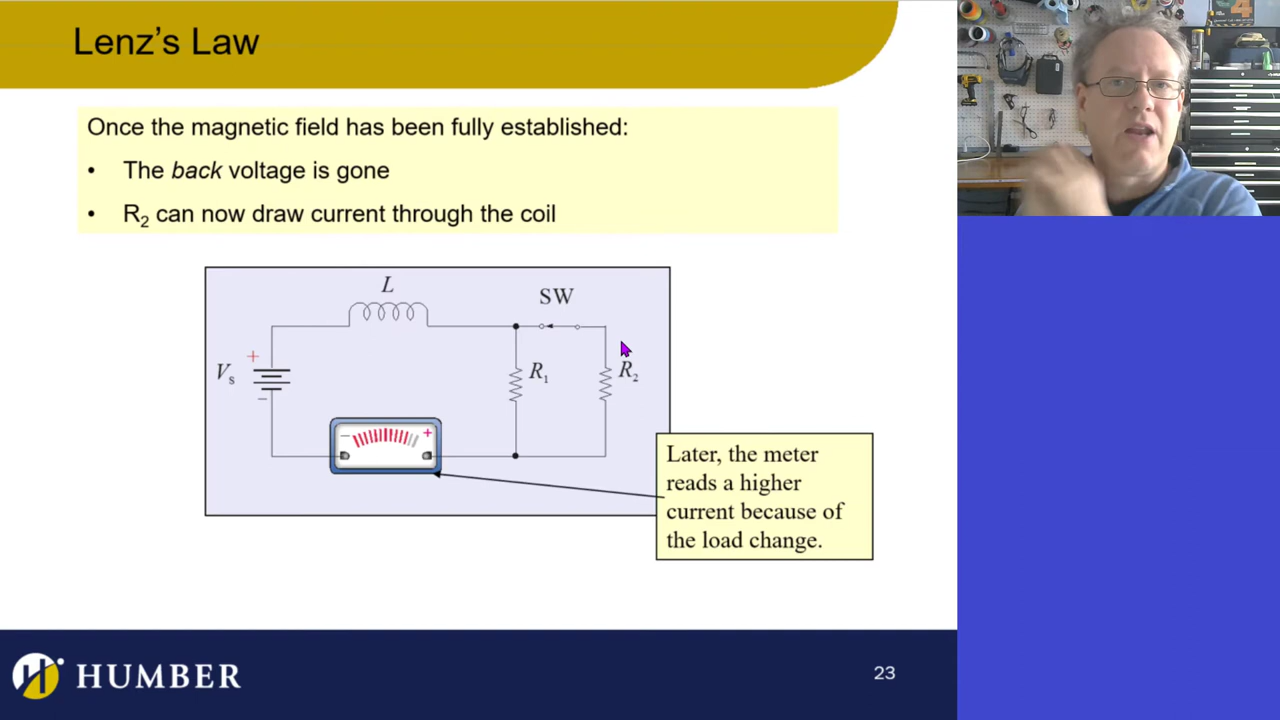 Lenz's Law
Once the magnetic field has been fully established:
• The back voltage is gone
• R2 can now draw current through the coil
L
SW
+
Vs
−
R1
R2
− +
Later, the meter
reads a higher
current because of
the load change.
HUMBER
23